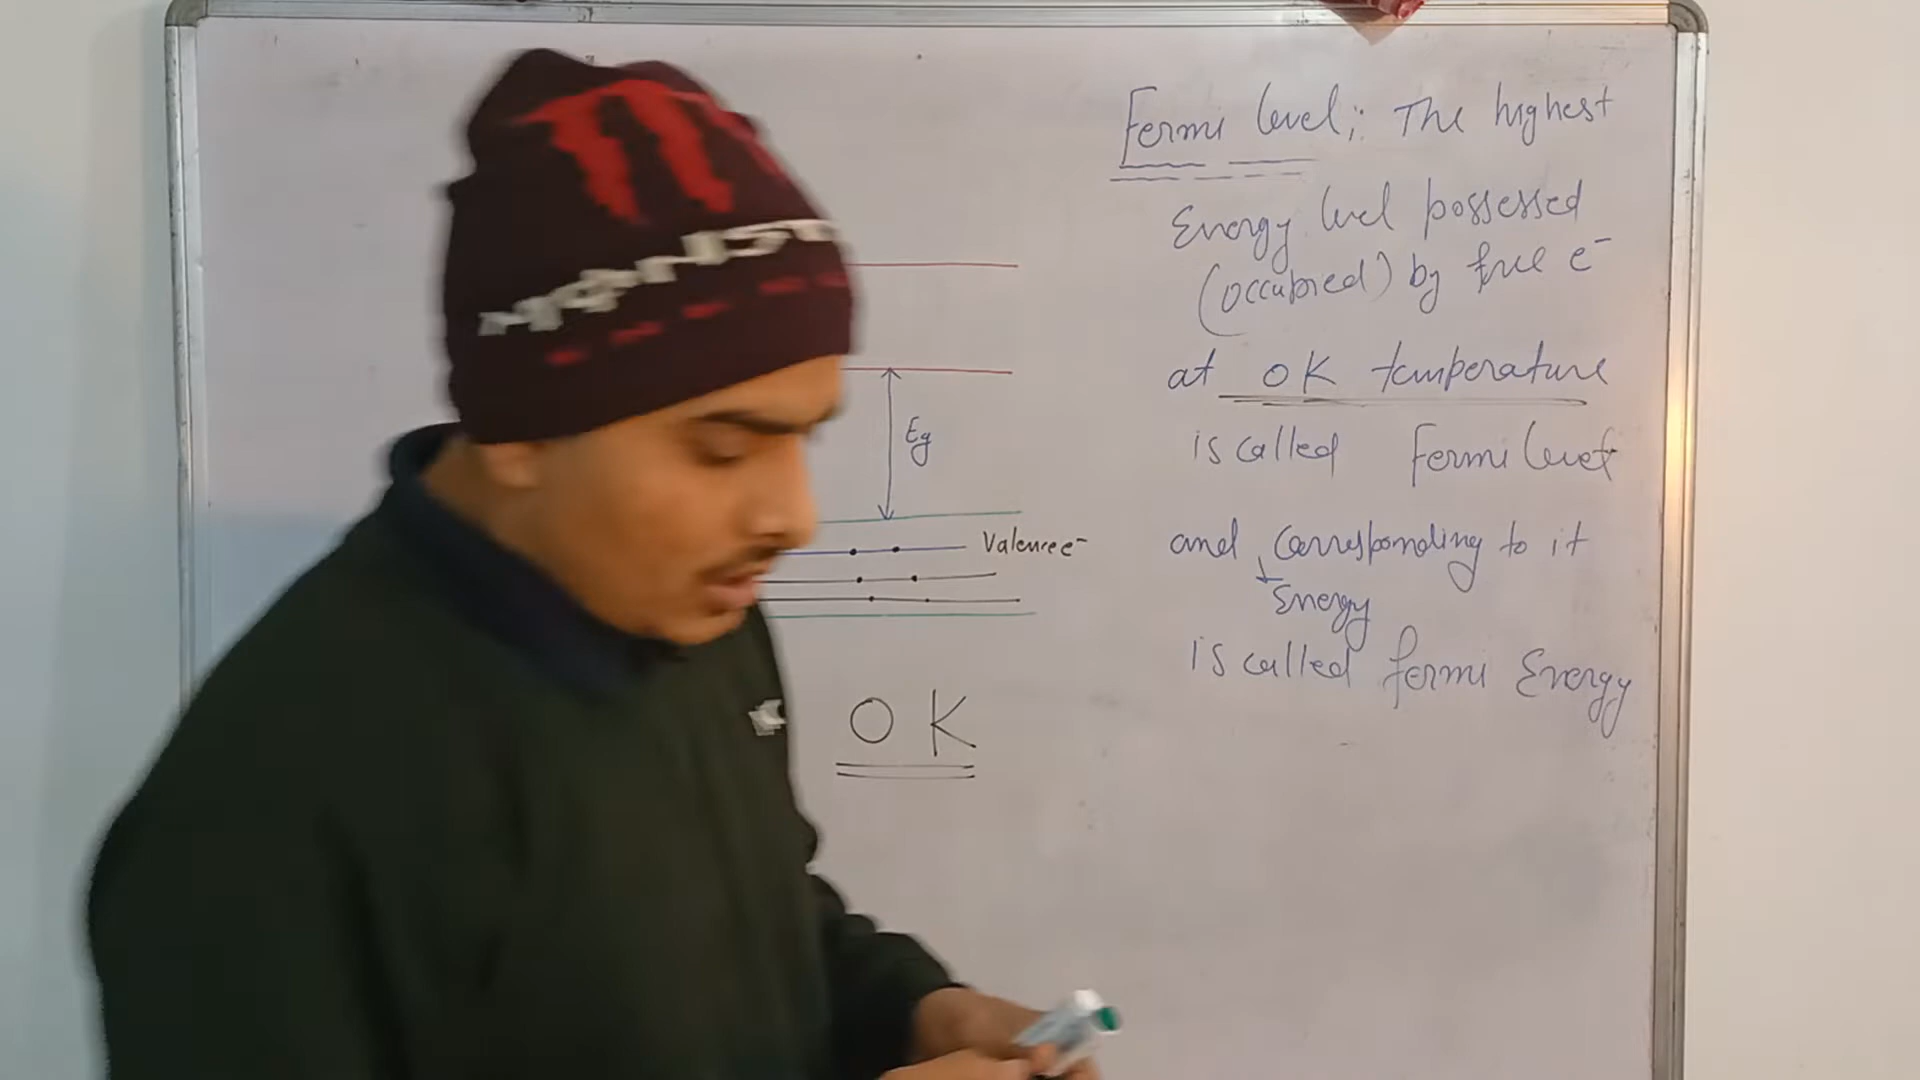 Fermi level; The highest
Energy level possessed
(occupied) by free e⁻
at 0K temperature
is called Fermi level
and corresponding to it
Energy
is called fermi Energy
Eg
Valence e⁻
0 K